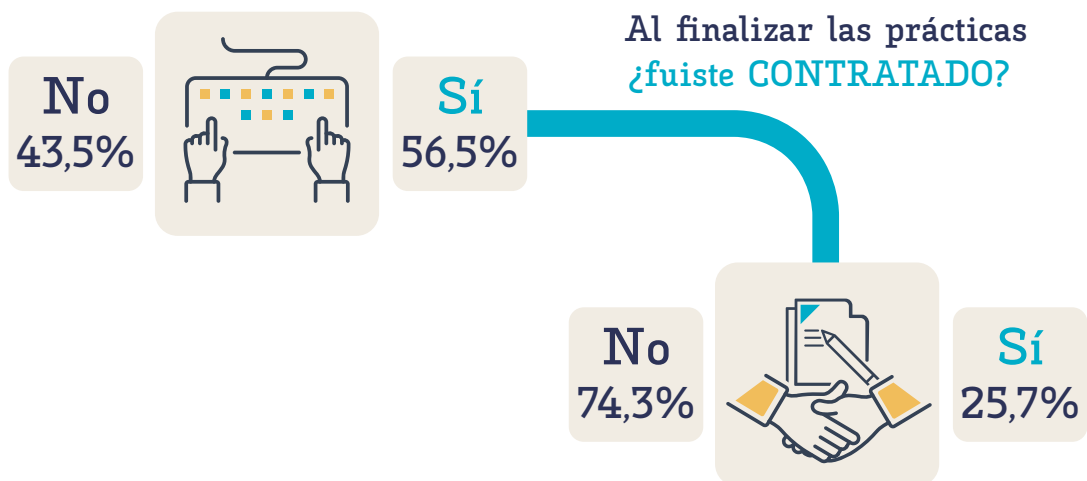 No
43,5%
Sí
56,5%
Al finalizar las prácticas
¿fuiste CONTRATADO?
No
74,3%
Sí
25,7%